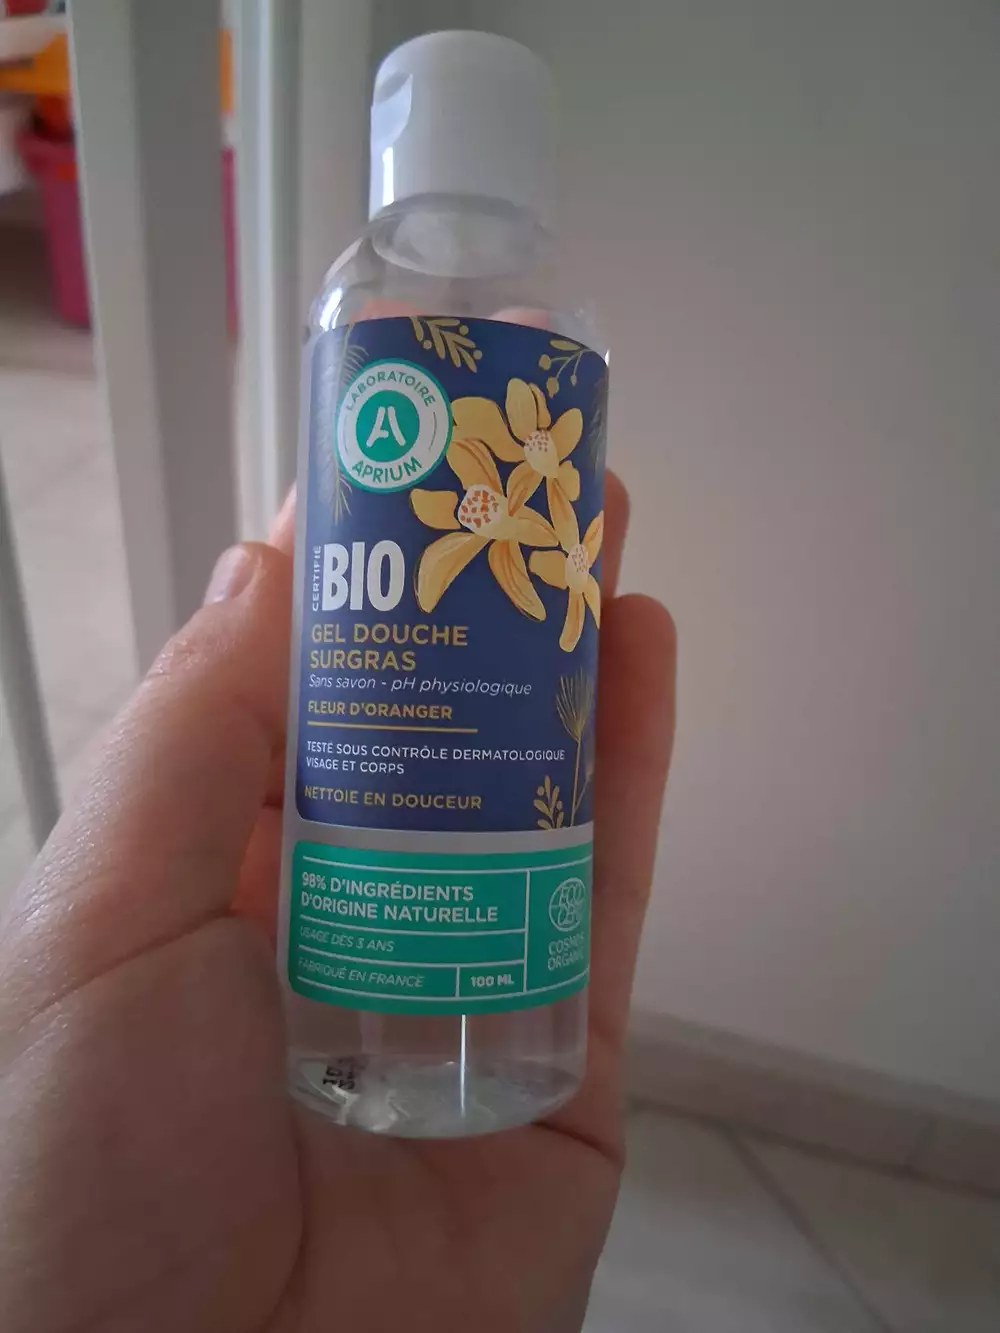 LABORATOIRE
APRIUM
CERTIFIÉ
BIO
GEL DOUCHE
SURGRAS
Sans savon - pH physiologique
FLEUR D'ORANGER
TESTÉ SOUS CONTRÔLE DERMATOLOGIQUE
VISAGE ET CORPS
NETTOIE EN DOUCEUR
98% D'INGRÉDIENTS
D'ORIGINE NATURELLE
USAGE DÈS 3 ANS
FABRIQUÉ EN FRANCE
100 ML
ECO
CERT
COSMOS
ORGANIC